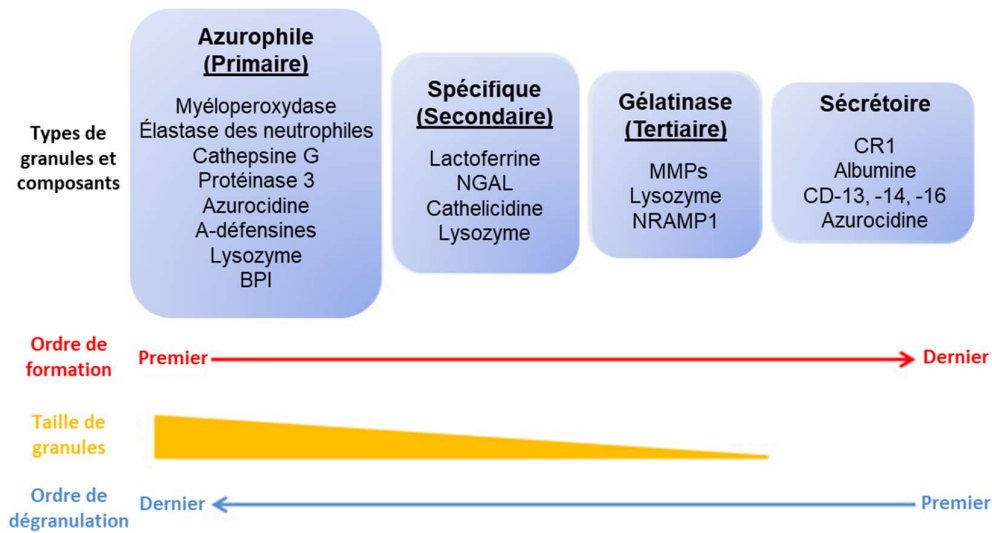 Types de
granules et
composants
Azurophile
(Primaire)
Myéloperoxydase
Élastase des neutrophiles
Cathepsine G
Protéinase 3
Azurocidine
A-défensines
Lysozyme
BPI
Spécifique
(Secondaire)
Lactoferrine
NGAL
Cathelicidine
Lysozyme
Gélatinase
(Tertiaire)
MMPs
Lysozyme
NRAMP1
Sécrétoire
CR1
Albumine
CD-13, -14, -16
Azurocidine
Ordre de
formation
Premier
Dernier
Taille de
granules
Ordre de
dégranulation
Dernier
Premier